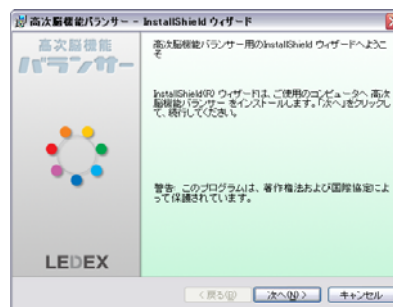 高次脳機能バランサー - InstallShield ウィザード
高次脳機能
バランサー
高次脳機能バランサー用のInstallShield ウィザードへようこ
そ
InstallShield(R) ウィザードは、ご使用のコンピュータへ 高次
脳機能バランサー をインストールします。「次へ」をクリックし
て、続行してください。
警告: このプログラムは、著作権法および国際協定によ
って保護されています。
LEDEX
< 戻る(B)
次へ(N) >
キャンセル